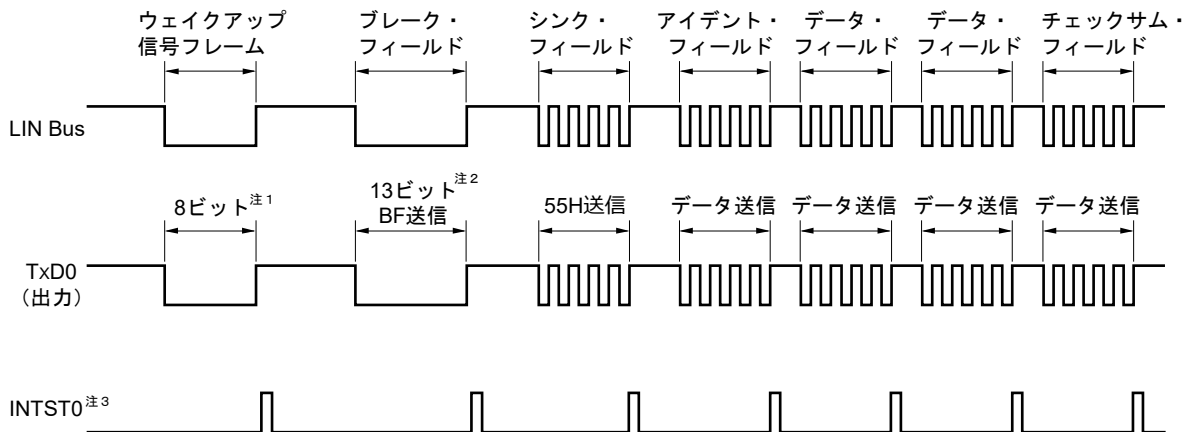 ウェイクアップ
信号フレーム
ブレーク・
フィールド
シンク・
フィールド
アイデント・
フィールド
データ・
フィールド
データ・
フィールド
チェックサム・
フィールド
LIN Bus
8ビット注1
13ビット注2
BF送信
55H送信
データ送信
データ送信
データ送信
データ送信
TxD0
（出力）
INTST0注3